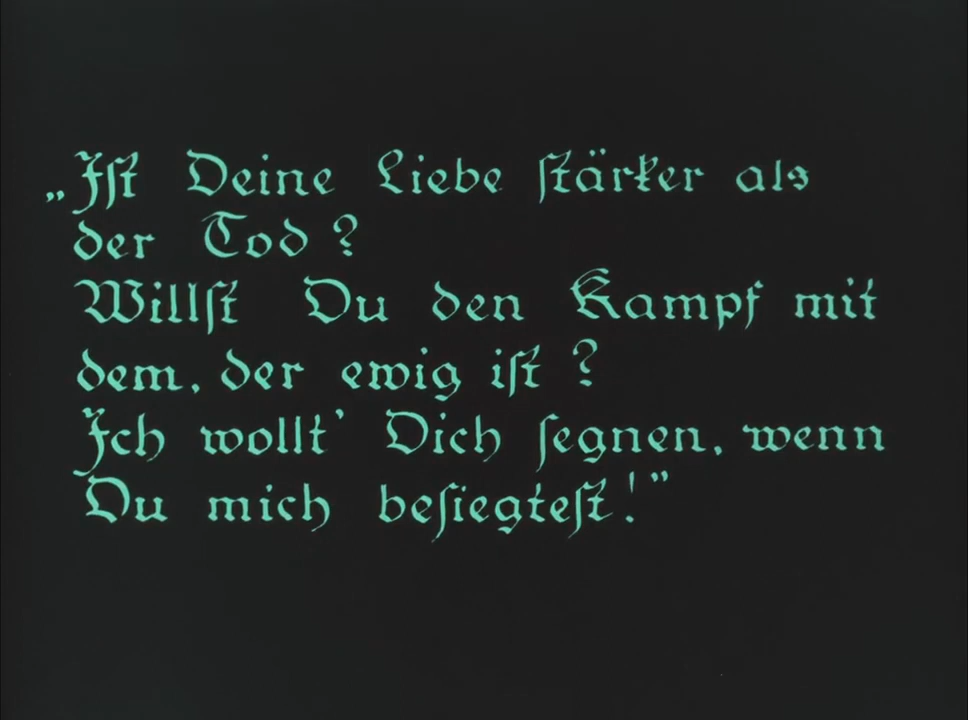 „Ist Deine Liebe stärker als
der Tod?
Willst Du den Kampf mit
dem, der ewig ist?
Ich wollt' Dich segnen, wenn
Du mich besiegtest!"